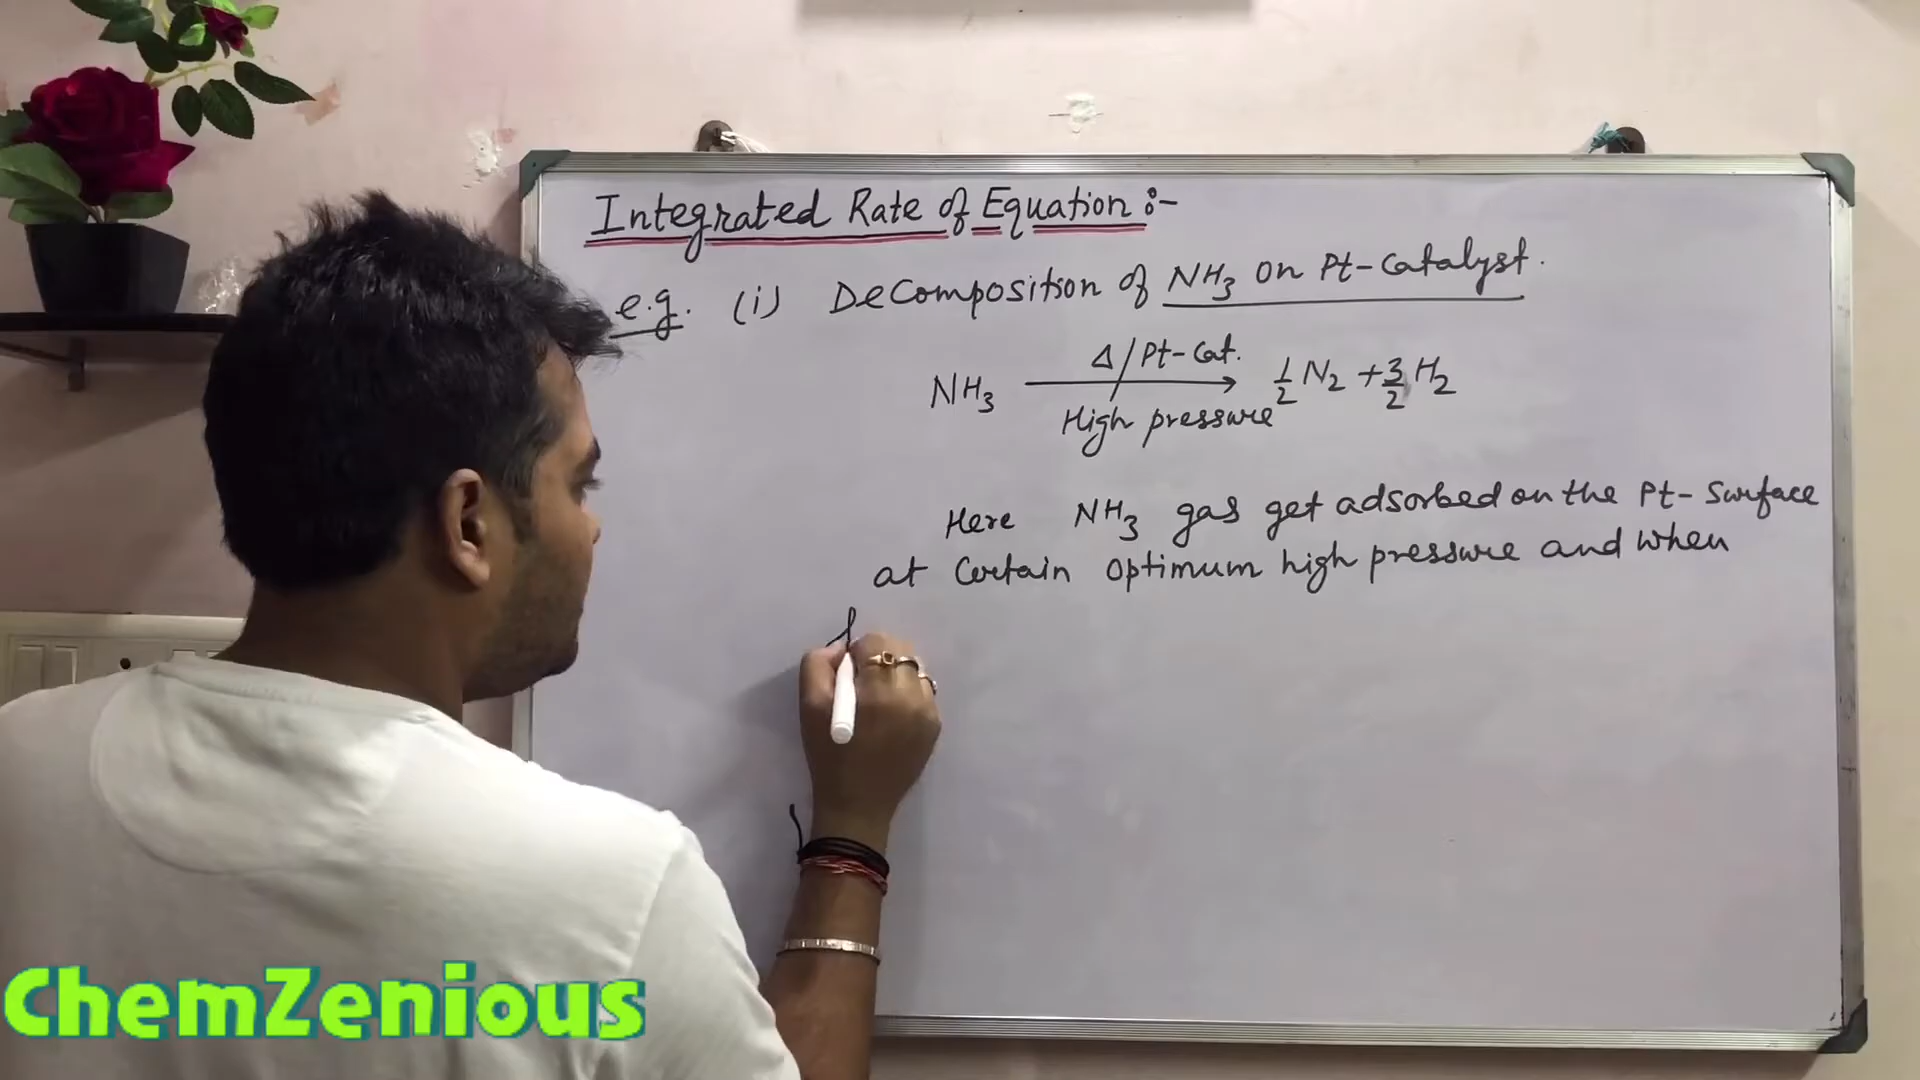 Integrated Rate of Equation :-
e.g. (i) Decomposition of NH₃ on Pt-Catalyst.
Δ/Pt-Cat.
NH₃ ⟶ 1/2 N₂ + 3/2 H₂
High pressure
Here NH₃ gas get adsorbed on the Pt-Surface
at Certain optimum high pressure and when
ChemZenious